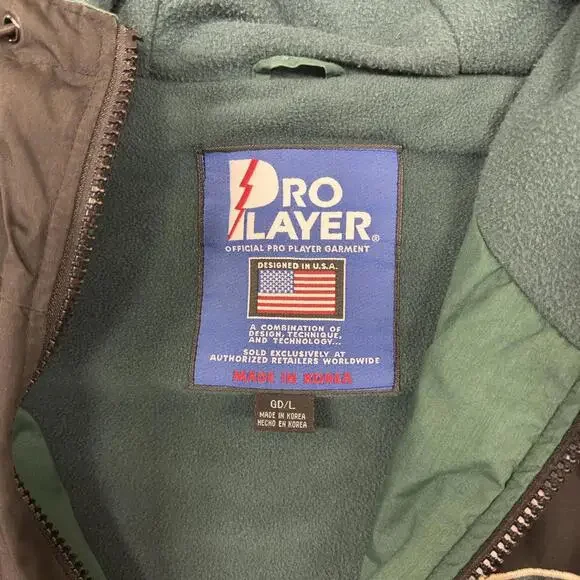 PRO
PLAYER®
OFFICIAL PRO PLAYER GARMENT
DESIGNED IN U.S.A.
A COMBINATION OF
DESIGN, TECHNIQUE,
AND TECHNOLOGY...
SOLD EXCLUSIVELY AT
AUTHORIZED RETAILERS WORLDWIDE
MADE IN KOREA
GD/L
MADE IN KOREA
HECHO EN KOREA